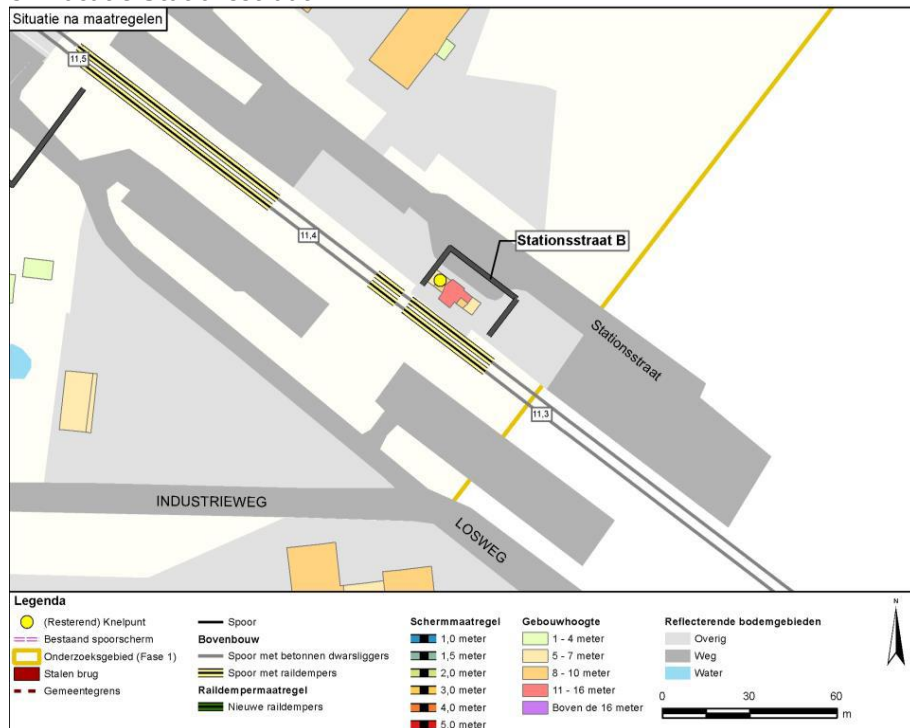 Situatie na maatregelen
11,5
11,4
Stationsstraat B
Stationsstraat
11,3
INDUSTRIEWEG
LOSWEG
Legenda
(Resterend) Knelpunt
Bestaand spoorscherm
Onderzoeksgebied (Fase 1)
Stalen brug
Gemeentegrens
Spoor
Bovenbouw
Spoor met betonnen dwarsliggers
Spoor met raildempers
Raildempermaatregel
Nieuwe raildempers
Schermmaatregel
1,0 meter
1,5 meter
2,0 meter
3,0 meter
4,0 meter
5,0 meter
Gebouwhoogte
1 - 4 meter
5 - 7 meter
8 - 10 meter
11 - 16 meter
Boven de 16 meter
Reflecterende bodemgebieden
Overig
Weg
Water
N
0 30 60
m